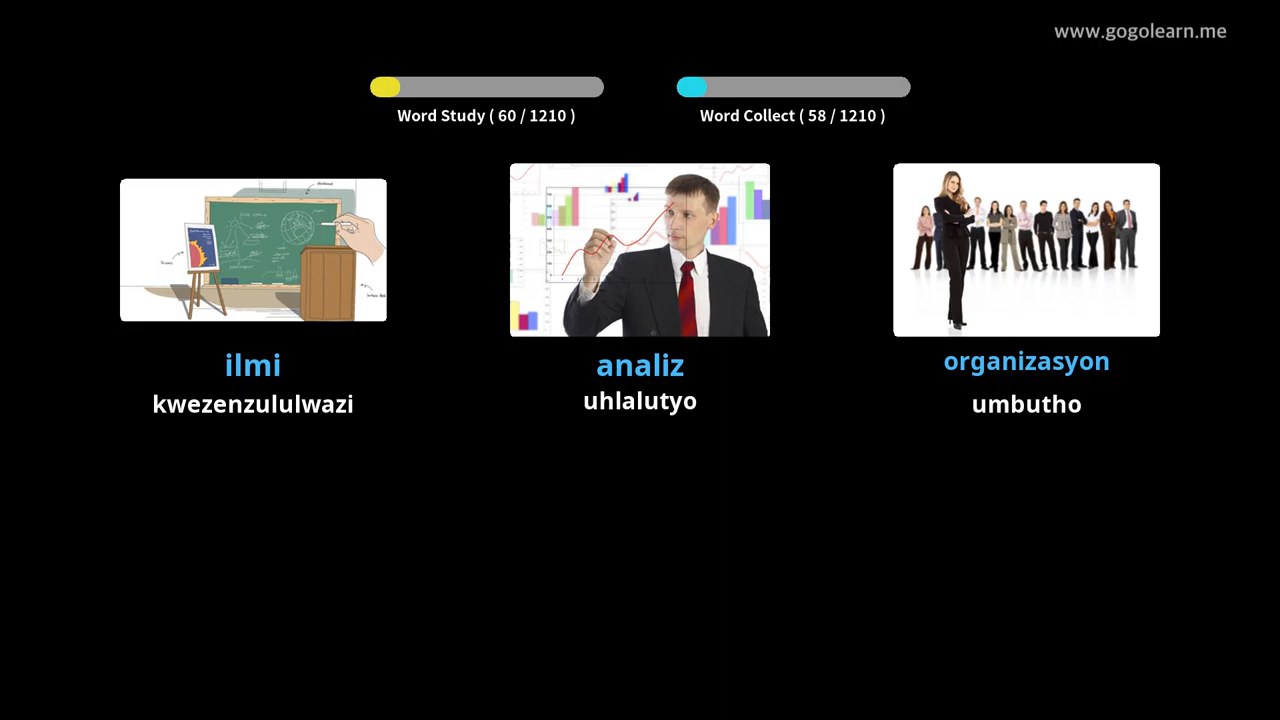 www.gogolearn.me
Word Study ( 60 / 1210 )
Word Collect ( 58 / 1210 )
ilmi
analiz
organizasyon
kwezenzululwazi
uhlalutyo
umbutho